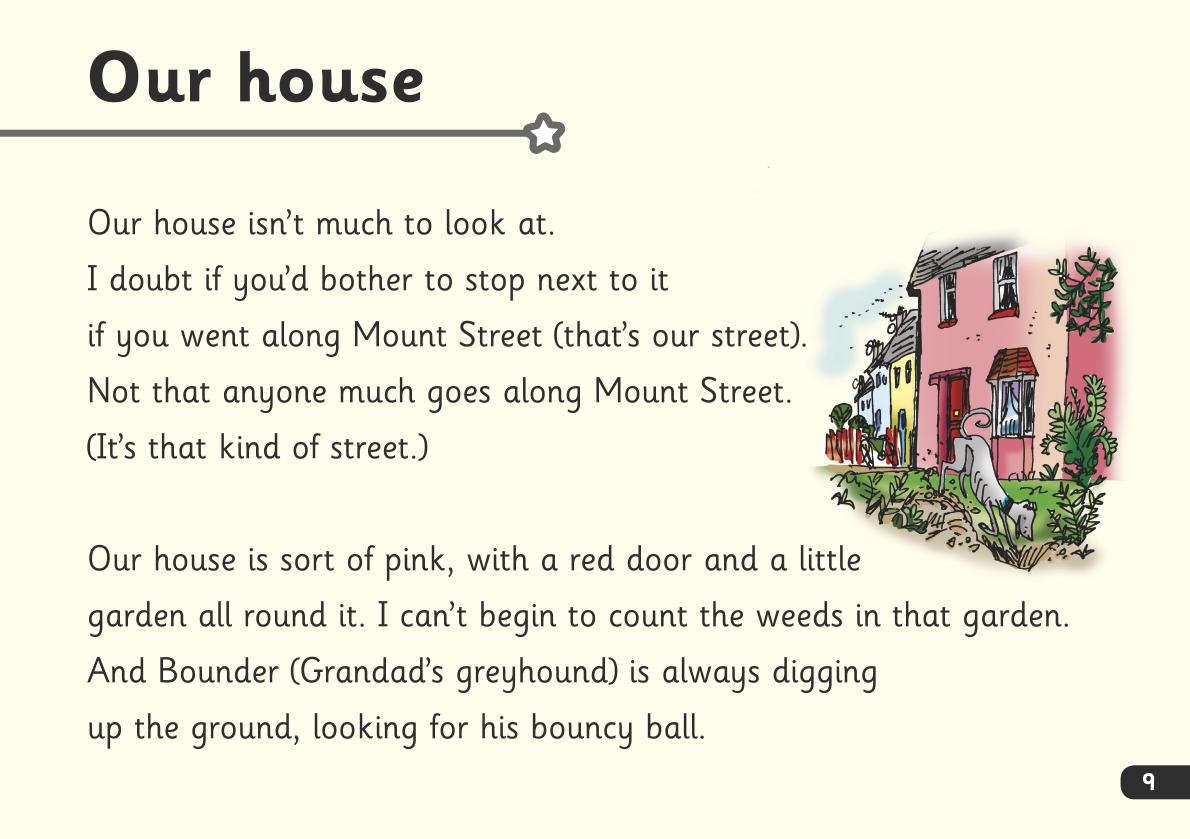 Our house
Our house isn’t much to look at.
I doubt if you’d bother to stop next to it
if you went along Mount Street (that’s our street).
Not that anyone much goes along Mount Street.
(It’s that kind of street.)
Our house is sort of pink, with a red door and a little
garden all round it. I can’t begin to count the weeds in that garden.
And Bounder (Grandad’s greyhound) is always digging
up the ground, looking for his bouncy ball.
9